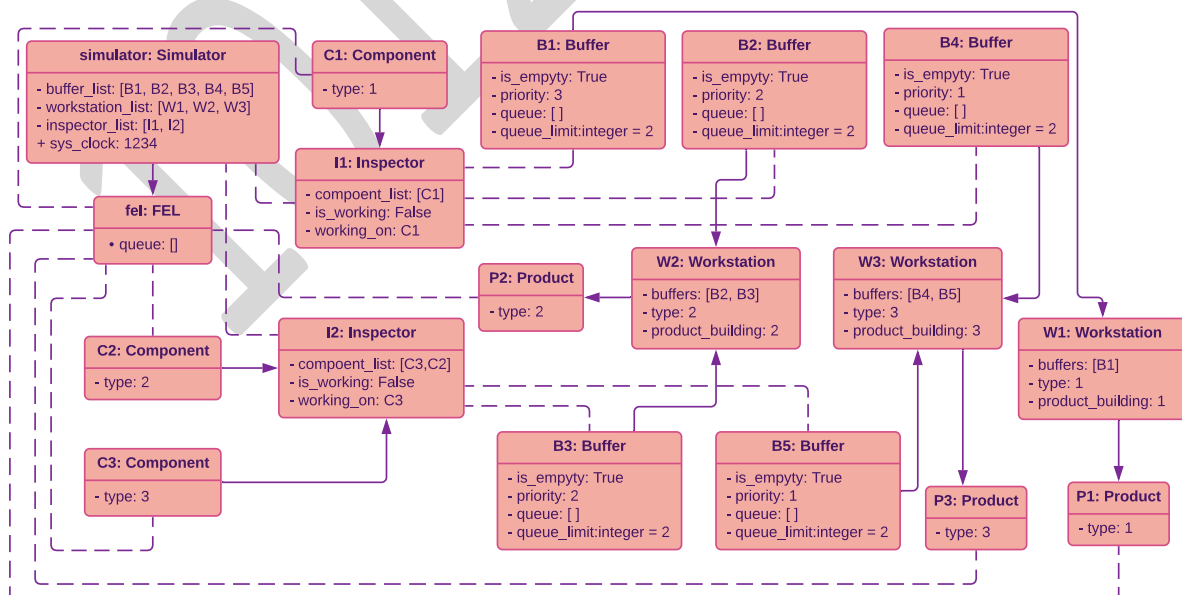 simulator: Simulator
- buffer_list: [B1, B2, B3, B4, B5]
- workstation_list: [W1, W2, W3]
- inspector_list: [I1, I2]
+ sys_clock: 1234
C1: Component
- type: 1
B1: Buffer
- is_empyty: True
- priority: 3
- queue: [ ]
- queue_limit:integer = 2
B2: Buffer
- is_empyty: True
- priority: 2
- queue: [ ]
- queue_limit:integer = 2
B4: Buffer
- is_empyty: True
- priority: 1
- queue: [ ]
- queue_limit:integer = 2
I1: Inspector
- compoent_list: [C1]
- is_working: False
- working_on: C1
fel: FEL
• queue: []
P2: Product
- type: 2
W2: Workstation
- buffers: [B2, B3]
- type: 2
- product_building: 2
W3: Workstation
- buffers: [B4, B5]
- type: 3
- product_building: 3
W1: Workstation
- buffers: [B1]
- type: 1
- product_building: 1
C2: Component
- type: 2
I2: Inspector
- compoent_list: [C3,C2]
- is_working: False
- working_on: C3
C3: Component
- type: 3
B3: Buffer
- is_empyty: True
- priority: 2
- queue: [ ]
- queue_limit:integer = 2
B5: Buffer
- is_empyty: True
- priority: 1
- queue: [ ]
- queue_limit:integer = 2
P3: Product
- type: 3
P1: Product
- type: 1